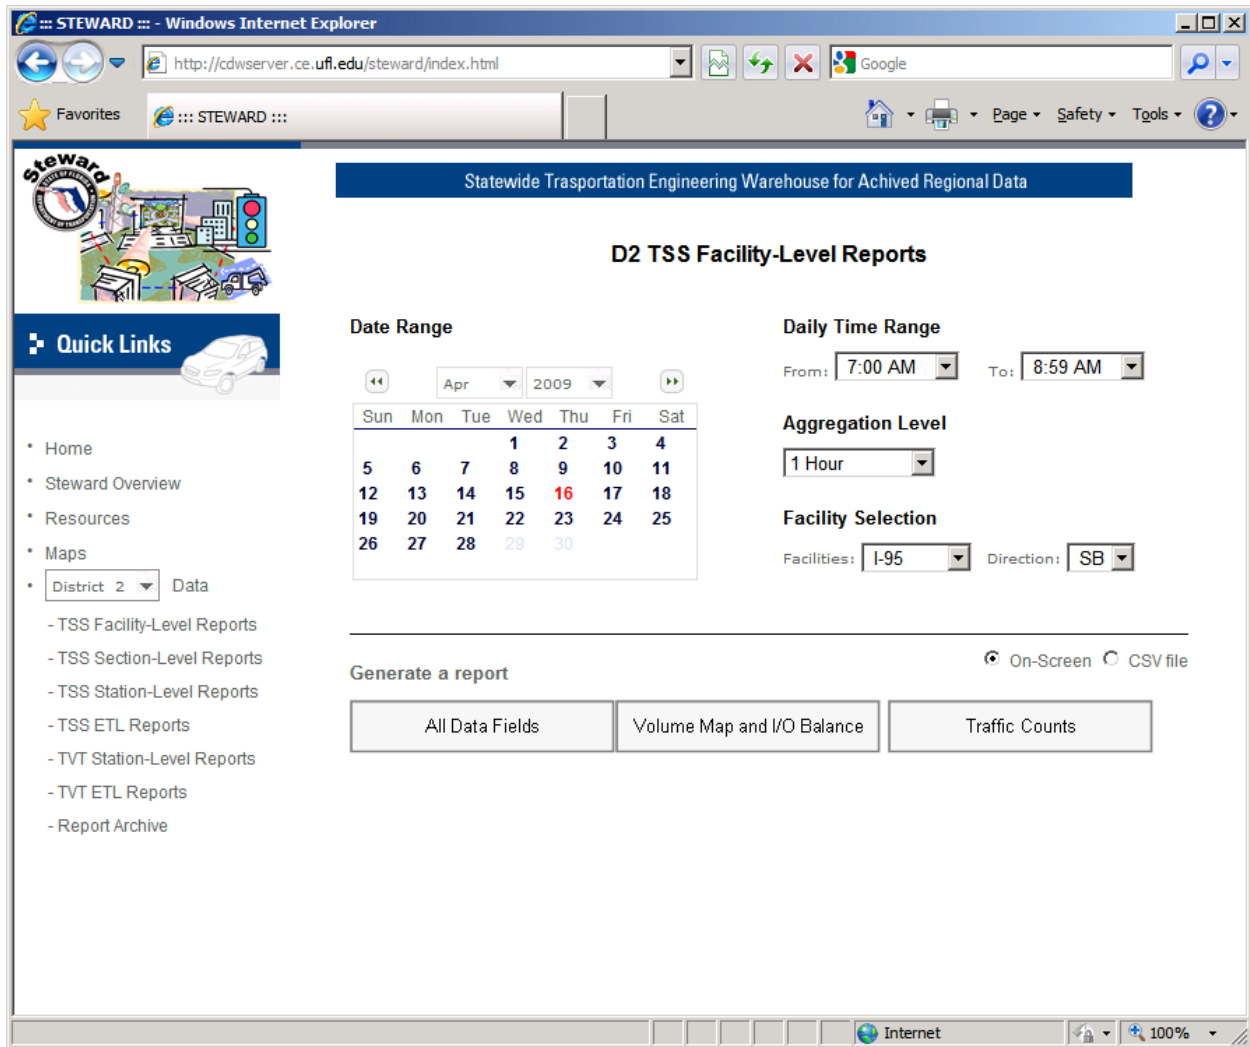 ::: STEWARD ::: - Windows Internet Explorer
http://cdwserver.ce.ufl.edu/steward/index.html
Google
Favorites
::: STEWARD :::
Page
Safety
Tools
Steward
Statewide Trasportation Engineering Warehouse for Achived Regional Data
D2 TSS Facility-Level Reports
Quick Links
Home
Steward Overview
Resources
Maps
District 2 Data
- TSS Facility-Level Reports
- TSS Section-Level Reports
- TSS Station-Level Reports
- TSS ETL Reports
- TVT Station-Level Reports
- TVT ETL Reports
- Report Archive
Date Range
Apr 2009
Sun Mon Tue Wed Thu Fri Sat
1 2 3 4
5 6 7 8 9 10 11
12 13 14 15 16 17 18
19 20 21 22 23 24 25
26 27 28 29 30
Daily Time Range
From: 7:00 AM To: 8:59 AM
Aggregation Level
1 Hour
Facility Selection
Facilities: I-95 Direction: SB
Generate a report
On-Screen CSV file
All Data Fields
Volume Map and I/O Balance
Traffic Counts
Internet
100%